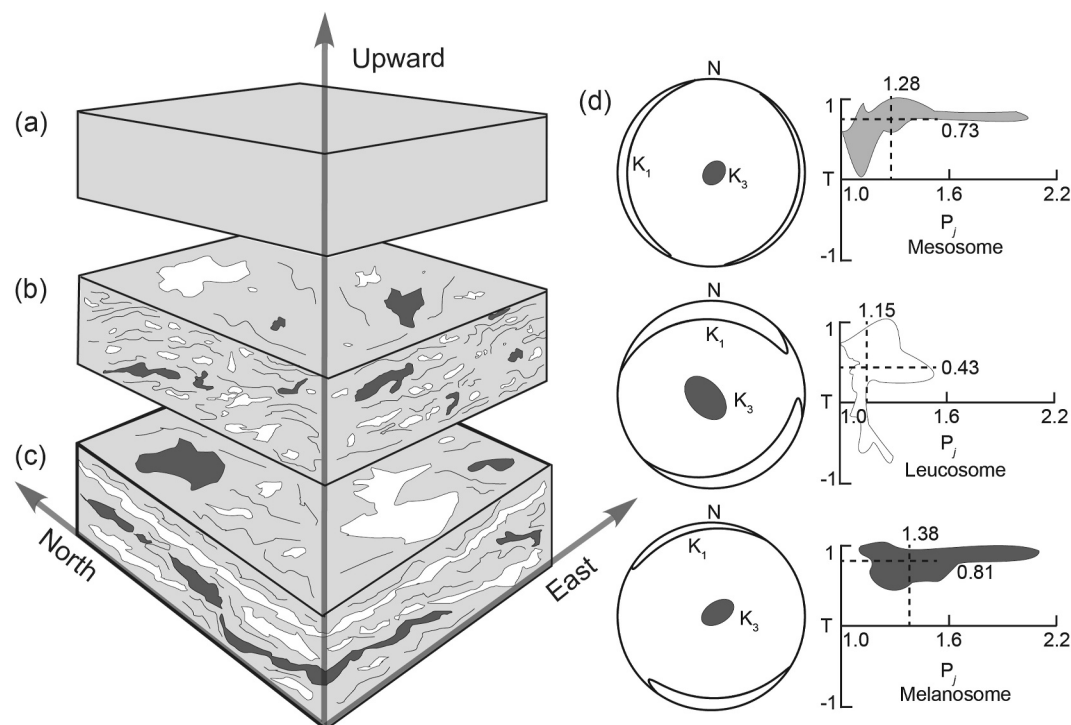 Upward
(a)
(b)
(c)
North
East
(d)
N
K1
K3
1.28
1
0.73
T
1.0
1.6
2.2
Pj
Mesosome
-1
N
K1
K3
1.15
1
0.43
T
1.0
1.6
2.2
Pj
Leucosome
-1
N
K1
K3
1.38
1
0.81
T
1.0
1.6
2.2
Pj
Melanosome
-1